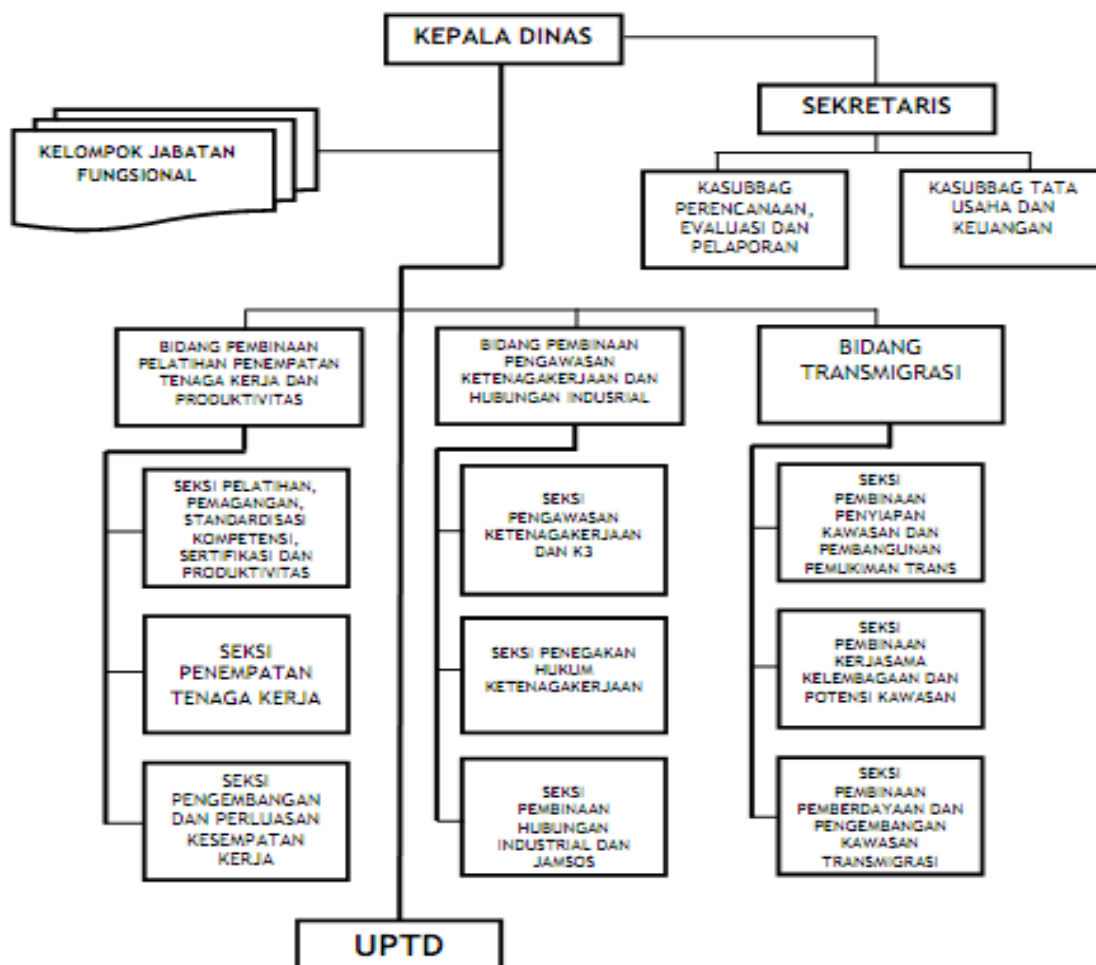 KEPALA DINAS
SEKRETARIS
KELOMPOK JABATAN
FUNGSIONAL
KASUBBAG
PERENCANAAN,
EVALUASI DAN
PELAPORAN
KASUBBAG TATA
USAHA DAN
KEUANGAN
BIDANG PEMBINAAN
PELATIHAN PENEMPATAN
TENAGA KERJA DAN
PRODUKTIVITAS
BIDANG PEMBINAAN
PENGAWASAN
KETENAGAKERJAAN DAN
HUBUNGAN INDUSRIAL
BIDANG
TRANSMIGRASI
SEKSI PELATIHAN,
PEMAGANGAN,
STANDARDISASI
KOMPETENSI,
SERTIFIKASI DAN
PRODUKTIVITAS
SEKSI
PENGAWASAN
KETENAGAKERJAAN
DAN K3
SEKSI
PEMBINAAN
PENYIAPAN
KAWASAN DAN
PEMBANGUNAN
PEMUKIMAN TRANS
SEKSI
PENEMPATAN
TENAGA KERJA
SEKSI PENEGAKAN
HUKUM
KETENAGAKERJAAN
SEKSI
PEMBINAAN
KERJASAMA
KELEMBAGAAN DAN
POTENSI KAWASAN
SEKSI
PENGEMBANGAN
DAN PERLUASAN
KESEMPATAN
KERJA
SEKSI
PEMBINAAN
HUBUNGAN
INDUSTRIAL DAN
JAMSOS
SEKSI
PEMBINAAN
PEMBERDAYAAN DAN
PENGEMBANGAN
KAWASAN
TRANSMIGRASI
UPTD